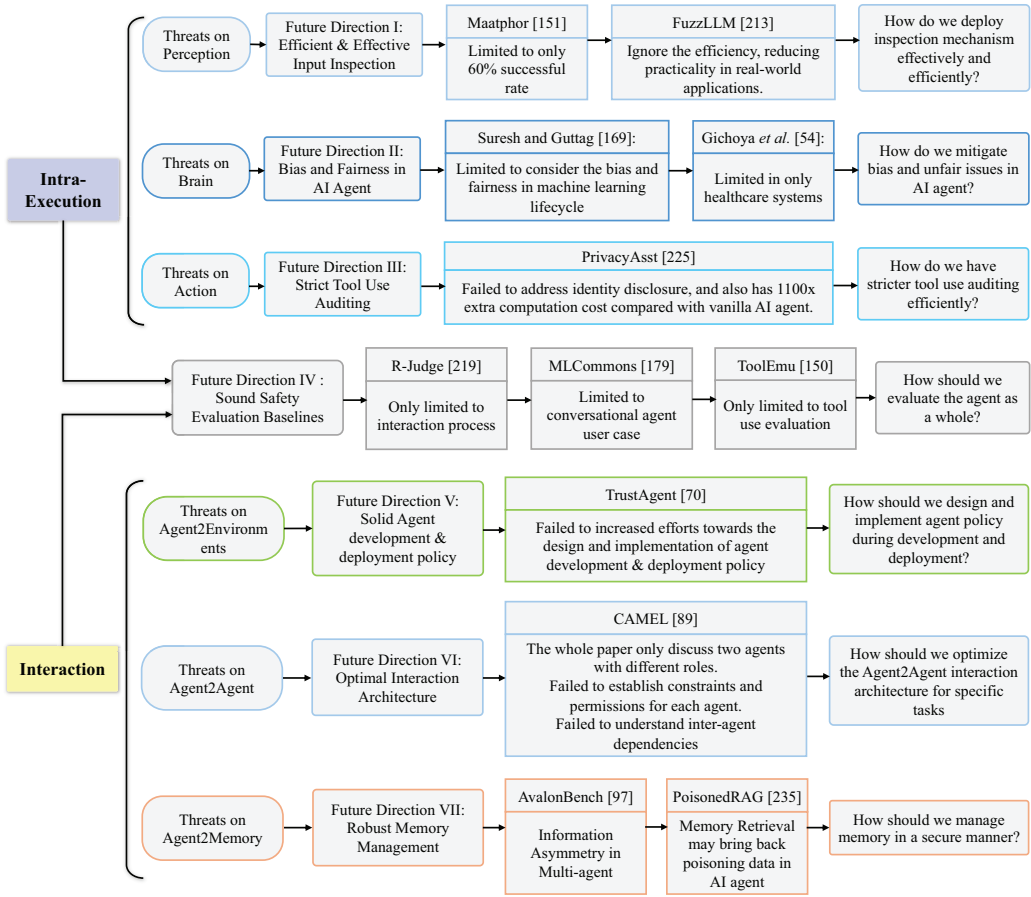 Intra-
Execution
Threats on
Perception
Future Direction I:
Efficient & Effective
Input Inspection
Maatphor [151]
Limited to only
60% successful
rate
FuzzLLM [213]
Ignore the efficiency, reducing
practicality in real-world
applications.
How do we deploy
inspection mechanism
effectively and
efficiently?
Threats on
Brain
Future Direction II:
Bias and Fairness in
AI Agent
Suresh and Guttag [169]:
Limited to consider the bias and
fairness in machine learning
lifecycle
Gichoya et al. [54]:
Limited in only
healthcare systems
How do we mitigate
bias and unfair issues in
AI agent?
Threats on
Action
Future Direction III:
Strict Tool Use
Auditing
PrivacyAsst [225]
Failed to address identity disclosure, and also has 1100x
extra computation cost compared with vanilla AI agent.
How do we have
stricter tool use auditing
efficiently?
Future Direction IV :
Sound Safety
Evaluation Baselines
R-Judge [219]
Only limited to
interaction process
MLCommons [179]
Limited to
conversational agent
user case
ToolEmu [150]
Only limited to tool
use evaluation
How should we
evaluate the agent as
a whole?
Interaction
Threats on
Agent2Environm
ents
Future Direction V:
Solid Agent
development &
deployment policy
TrustAgent [70]
Failed to increased efforts towards the
design and implementation of agent
development & deployment policy
How should we design and
implement agent policy
during development and
deployment?
Threats on
Agent2Agent
Future Direction VI:
Optimal Interaction
Architecture
CAMEL [89]
The whole paper only discuss two agents
with different roles.
Failed to establish constraints and
permissions for each agent.
Failed to understand inter-agent
dependencies
How should we optimize
the Agent2Agent interaction
architecture for specific
tasks
Threats on
Agent2Memory
Future Direction VII:
Robust Memory
Management
AvalonBench [97]
Information
Asymmetry in
Multi-agent
PoisonedRAG [235]
Memory Retrieval
may bring back
poisoning data in
AI agent
How should we manage
memory in a secure manner?